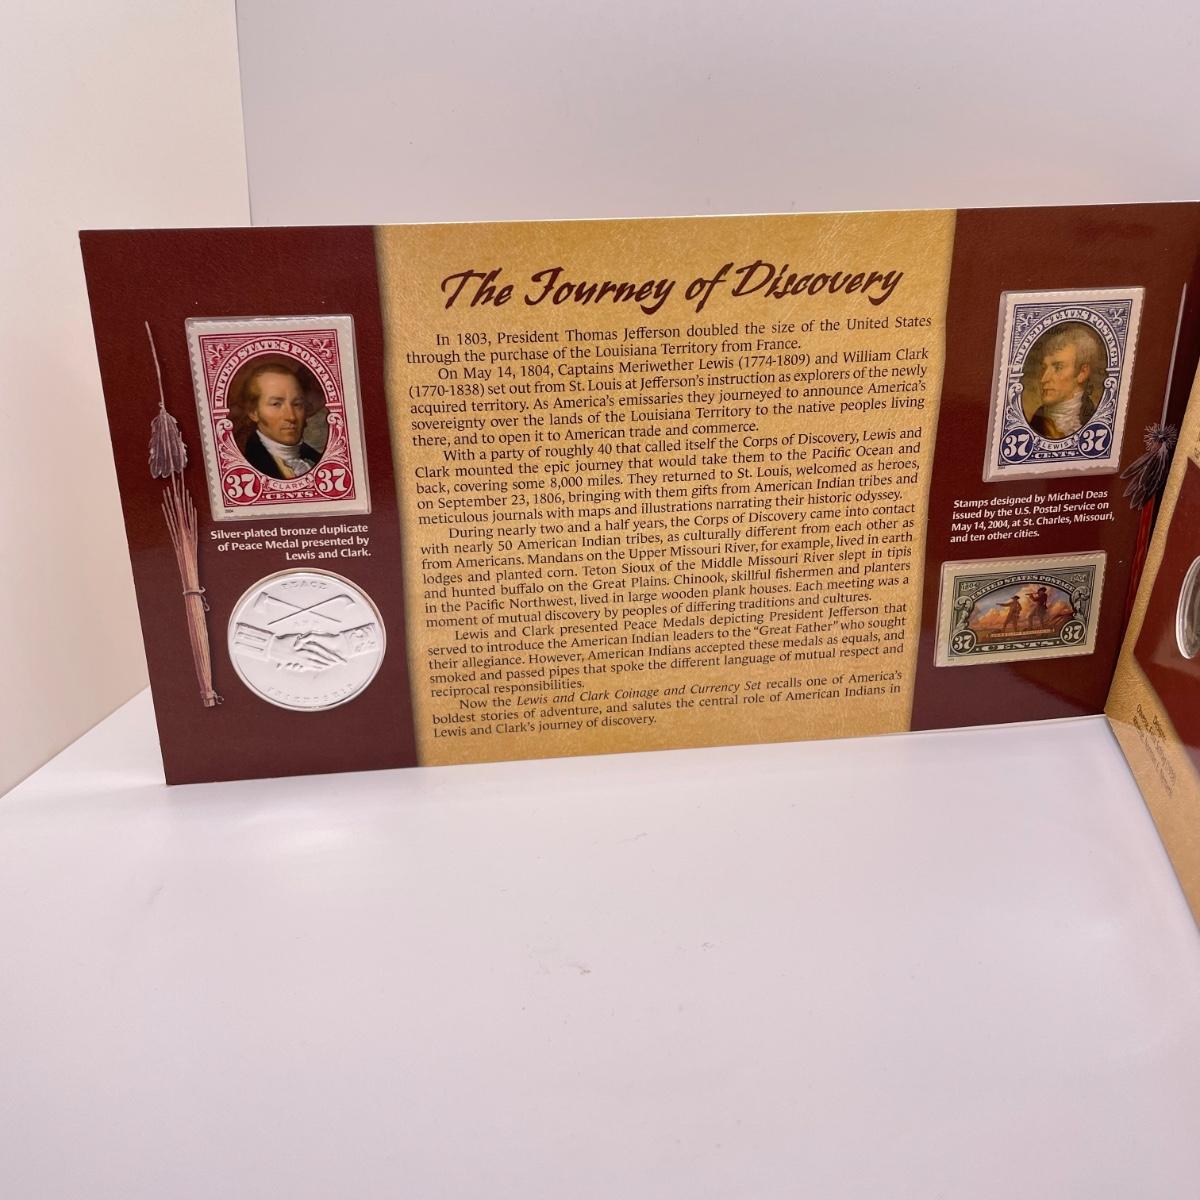 The Journey of Discovery
In 1803, President Thomas Jefferson doubled the size of the United States
through the purchase of the Louisiana Territory from France.
On May 14, 1804, Captains Meriwether Lewis (1774-1809) and William Clark
(1770-1838) set out from St. Louis at Jefferson's instruction as explorers of the newly
acquired territory. As America's emissaries they journeyed to announce America's
sovereignty over the lands of the Louisiana Territory to the native peoples living
there, and to open it to American trade and commerce.
With a party of roughly 40 that called itself the Corps of Discovery, Lewis and
Clark mounted the epic journey that would take them to the Pacific Ocean and
back, covering some 8,000 miles. They returned to St. Louis, welcomed as heroes,
on September 23, 1806, bringing with them gifts from American Indian tribes and
meticulous journals with maps and illustrations narrating their historic odyssey.
During nearly two and a half years, the Corps of Discovery came into contact
with nearly 50 American Indian tribes, as culturally different from each other as
from Americans. Mandans on the Upper Missouri River, for example, lived in earth
lodges and planted corn. Teton Sioux of the Middle Missouri River slept in tipis
and hunted buffalo on the Great Plains. Chinook, skillful fishermen and planters
in the Pacific Northwest, lived in large wooden plank houses. Each meeting was a
moment of mutual discovery by peoples of differing traditions and cultures.
Lewis and Clark presented Peace Medals depicting President Jefferson that
served to introduce the American Indian leaders to the "Great Father" who sought
their allegiance. However, American Indians accepted these medals as equals, and
smoked and passed pipes that spoke the different language of mutual respect and
reciprocal responsibilities.
Now the Lewis and Clark Coinage and Currency Set recalls one of America's
boldest stories of adventure, and salutes the central role of American Indians in
Lewis and Clark's journey of discovery.
UNITED STATES POSTAGE
37 CLARK 37
CENTS
2004
Silver-plated bronze duplicate
of Peace Medal presented by
Lewis and Clark.
PEACE
AND
FRIENDSHIP
UNITED STATES POSTAGE
37 LEWIS 37
CENTS
Stamps designed by Michael Deas
issued by the U.S. Postal Service on
May 14, 2004, at St. Charles, Missouri,
and ten other cities.
1804 UNITED STATES POSTAGE 2004
37 37
CENTS